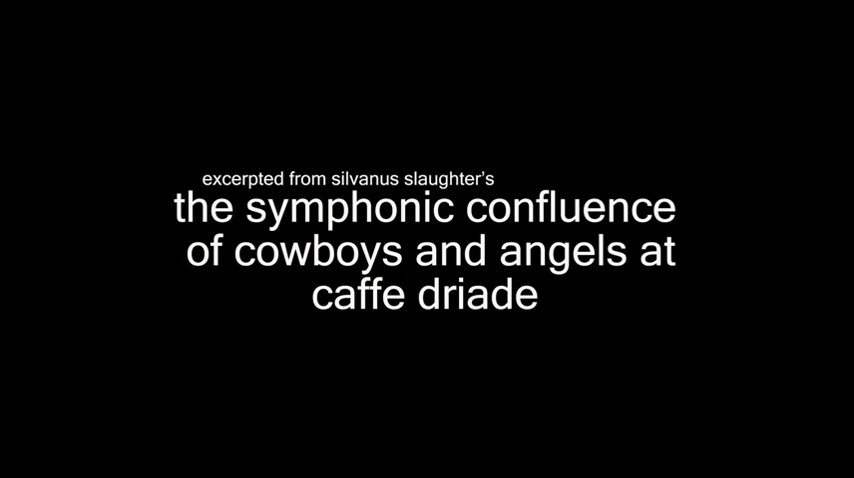 excerpted from silvanus slaughter's
the symphonic confluence
of cowboys and angels at
caffe driade